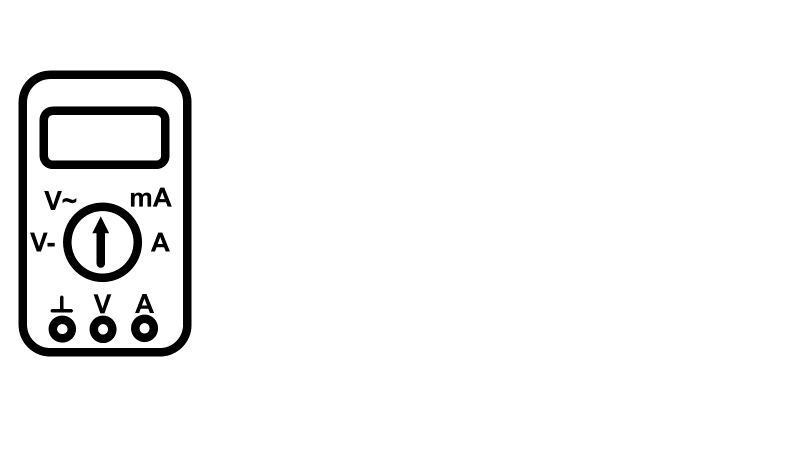 V~ mA
V- A
⊥ V A